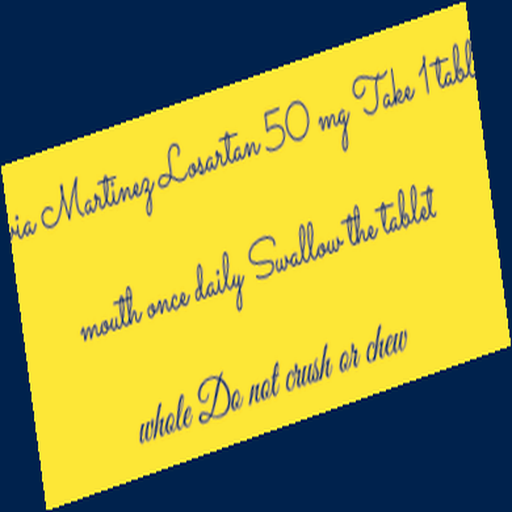 Martinez Losartan 50 mg Take 1
mouth once daily Swallow the tablet
whole Do not crush or chew